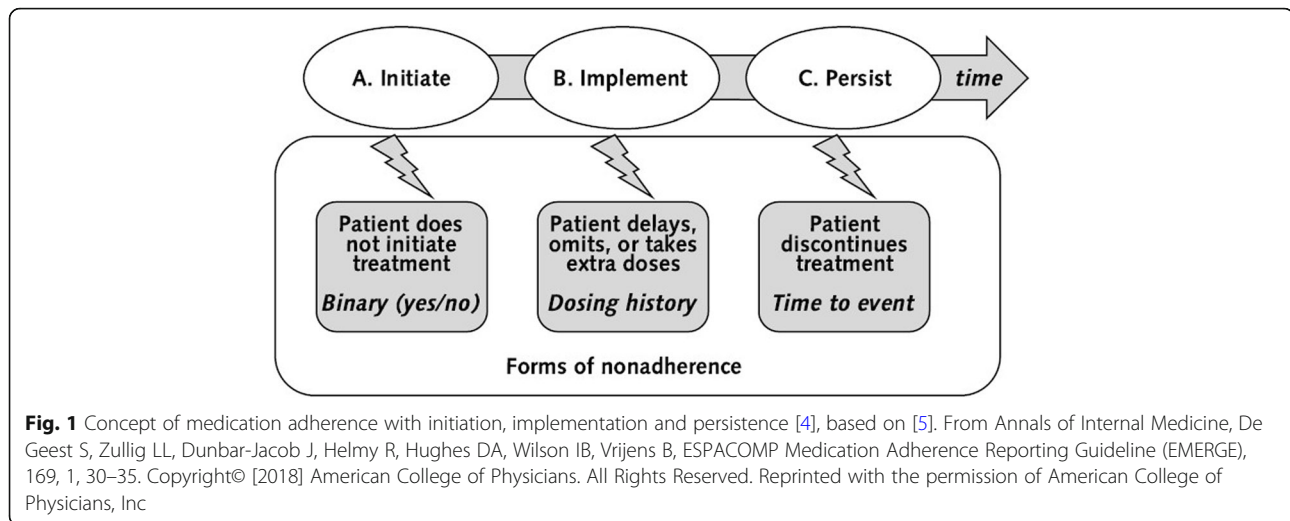 A. Initiate
B. Implement
C. Persist
time
Patient does
not initiate
treatment
Binary (yes/no)
Patient delays,
omits, or takes
extra doses
Dosing history
Patient
discontinues
treatment
Time to event
Forms of nonadherence
Fig. 1 Concept of medication adherence with initiation, implementation and persistence [4], based on [5]. From Annals of Internal Medicine, De
Geest S, Zullig LL, Dunbar-Jacob J, Helmy R, Hughes DA, Wilson IB, Vrijens B, ESPACOMP Medication Adherence Reporting Guideline (EMERGE),
169, 1, 30–35. Copyright© [2018] American College of Physicians. All Rights Reserved. Reprinted with the permission of American College of
Physicians, Inc